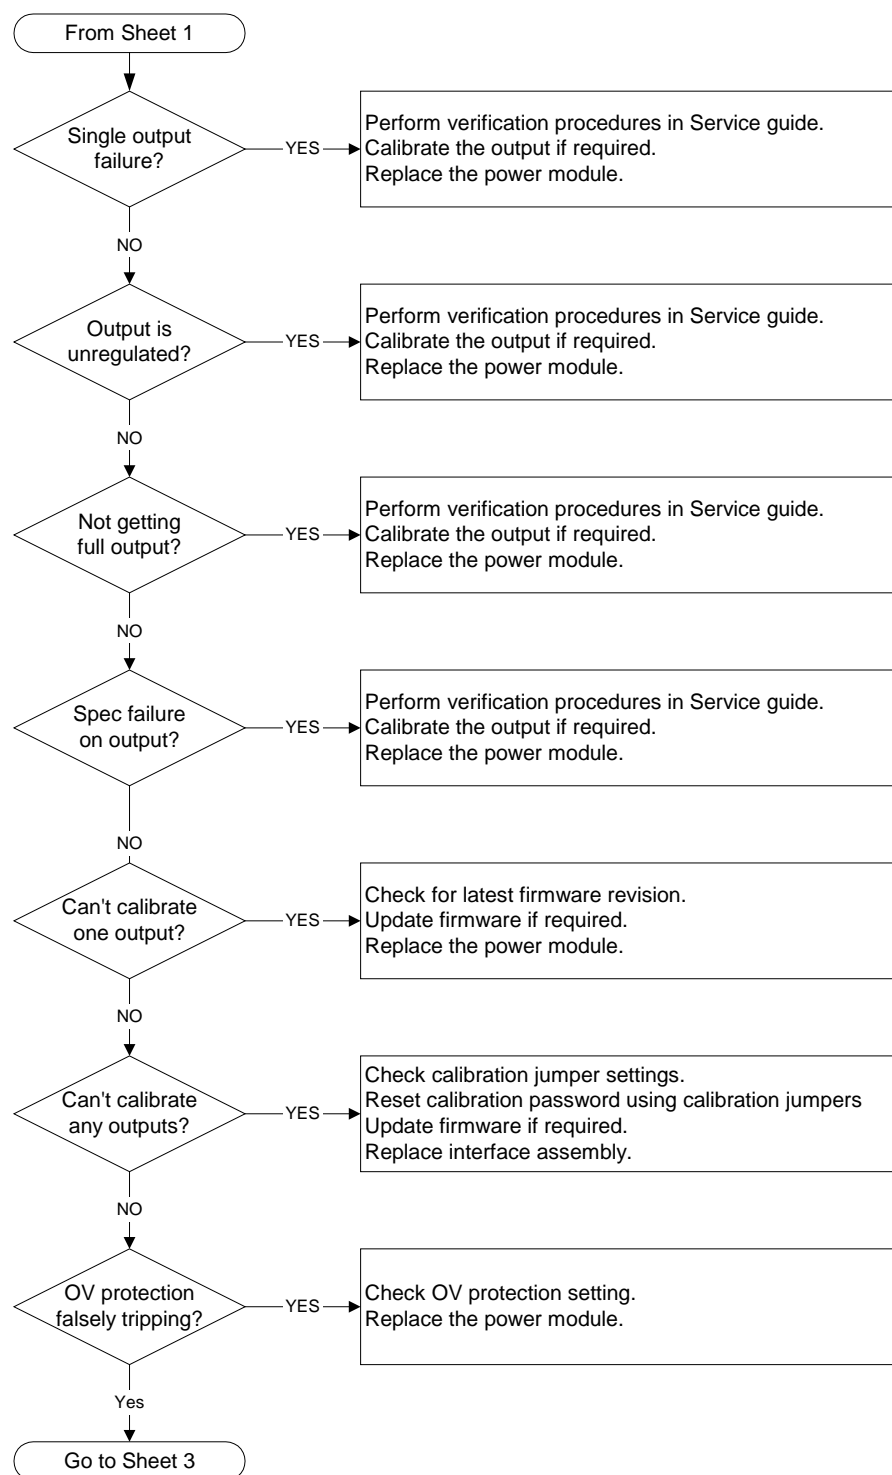 From Sheet 1
Single output
failure?
YES
Perform verification procedures in Service guide.
Calibrate the output if required.
Replace the power module.
NO
Output is
unregulated?
YES
Perform verification procedures in Service guide.
Calibrate the output if required.
Replace the power module.
NO
Not getting
full output?
YES
Perform verification procedures in Service guide.
Calibrate the output if required.
Replace the power module.
NO
Spec failure
on output?
YES
Perform verification procedures in Service guide.
Calibrate the output if required.
Replace the power module.
NO
Can't calibrate
one output?
YES
Check for latest firmware revision.
Update firmware if required.
Replace the power module.
NO
Can't calibrate
any outputs?
YES
Check calibration jumper settings.
Reset calibration password using calibration jumpers
Update firmware if required.
Replace interface assembly.
NO
OV protection
falsely tripping?
YES
Check OV protection setting.
Replace the power module.
Yes
Go to Sheet 3